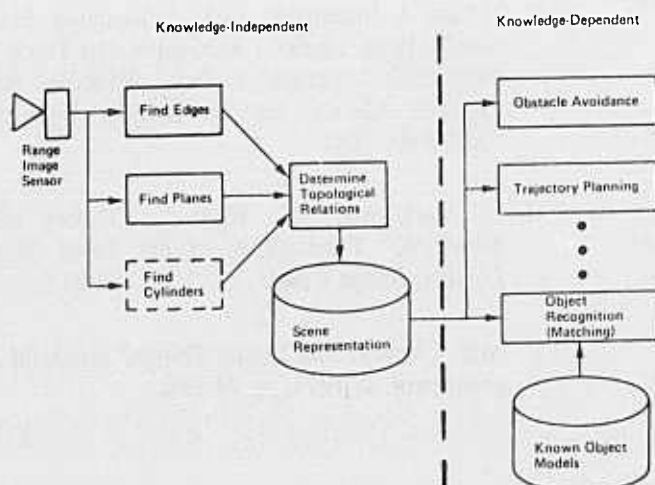 Knowledge-Independent
Knowledge-Dependent
Range
Image
Sensor
Find Edges
Find Planes
Find
Cylinders
Determine
Topological
Relations
Scene
Representation
Obstacle Avoidance
Trajectory Planning
Object
Recognition
(Matching)
Known Object
Models